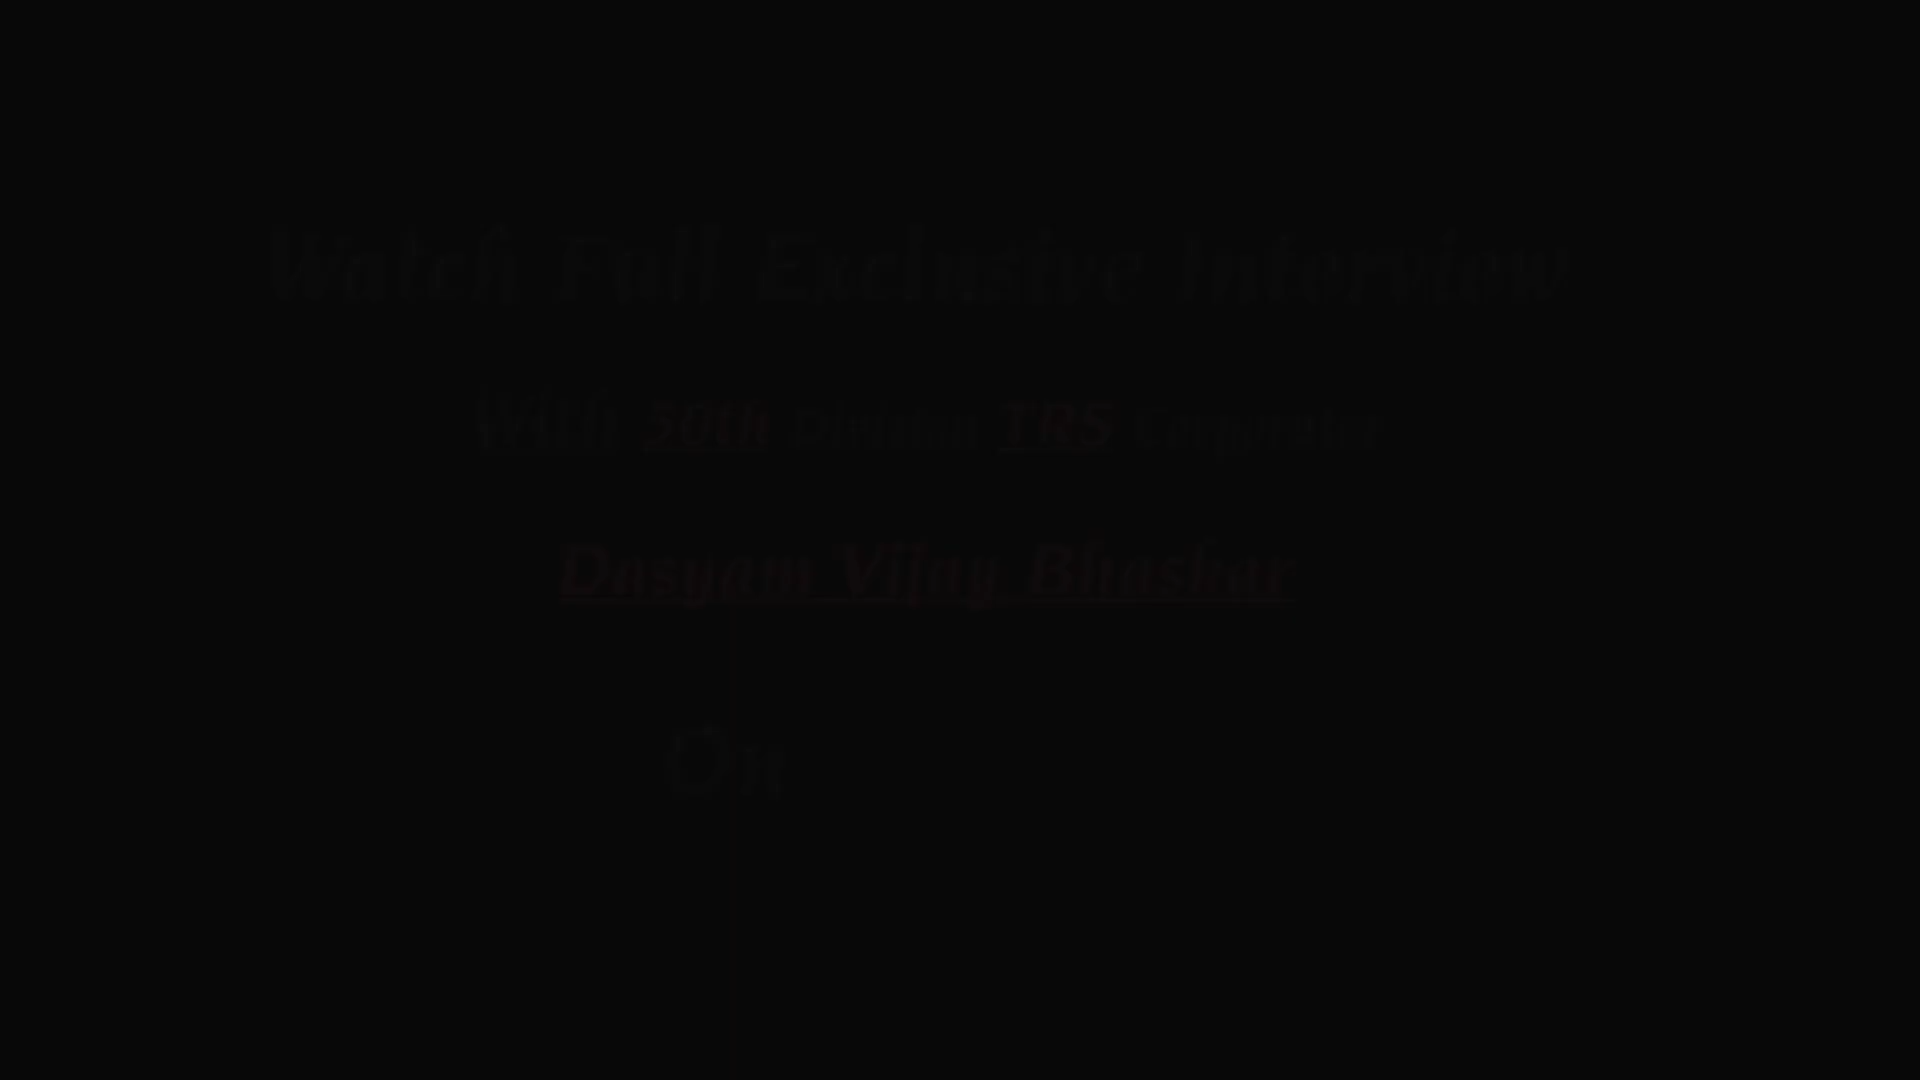 Watch Full Exclusive Interview
With 50th Division TRS Corporator
Dasyam Vijay Bhaskar
On